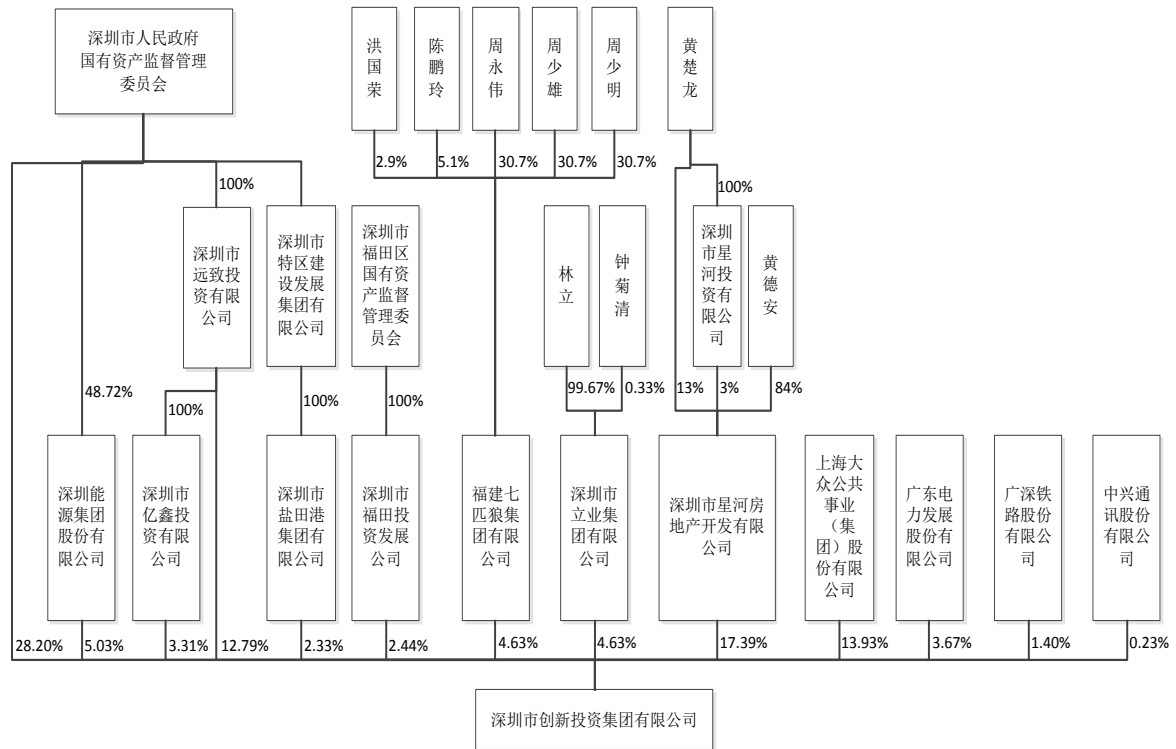 深圳市人民政府
国有资产监督管理
委员会
洪
国
荣
陈
鹏
玲
周
永
伟
周
少
雄
周
少
明
黄
楚
龙
2.9%
5.1%
30.7%
30.7%
30.7%
100%
100%
深圳市
远致投
资有限
公司
深圳市
特区建
设发展
集团有
限公司
深圳市
福田区
国有资
产监督
管理委
员会
林
立
钟
菊
清
深圳
市星
河投
资有
限公
司
黄
德
安
48.72%
100%
100%
100%
99.67%
0.33%
13%
3%
84%
深圳能
源集团
股份有
限公司
深圳市
亿鑫投
资有限
公司
深圳市
盐田港
集团有
限公司
深圳市
福田投
资发展
公司
福建七
匹狼集
团有限
公司
深圳市
立业集
团有限
公司
深圳市星河房
地产开发有限
公司
上海大
众公共
事业
（集
团）股
份有限
公司
广东电
力发展
股份有
限公司
广深铁
路股份
有限公
司
中兴通
讯股份
有限公
司
28.20%
5.03%
3.31%
12.79%
2.33%
2.44%
4.63%
4.63%
17.39%
13.93%
3.67%
1.40%
0.23%
深圳市创新投资集团有限公司